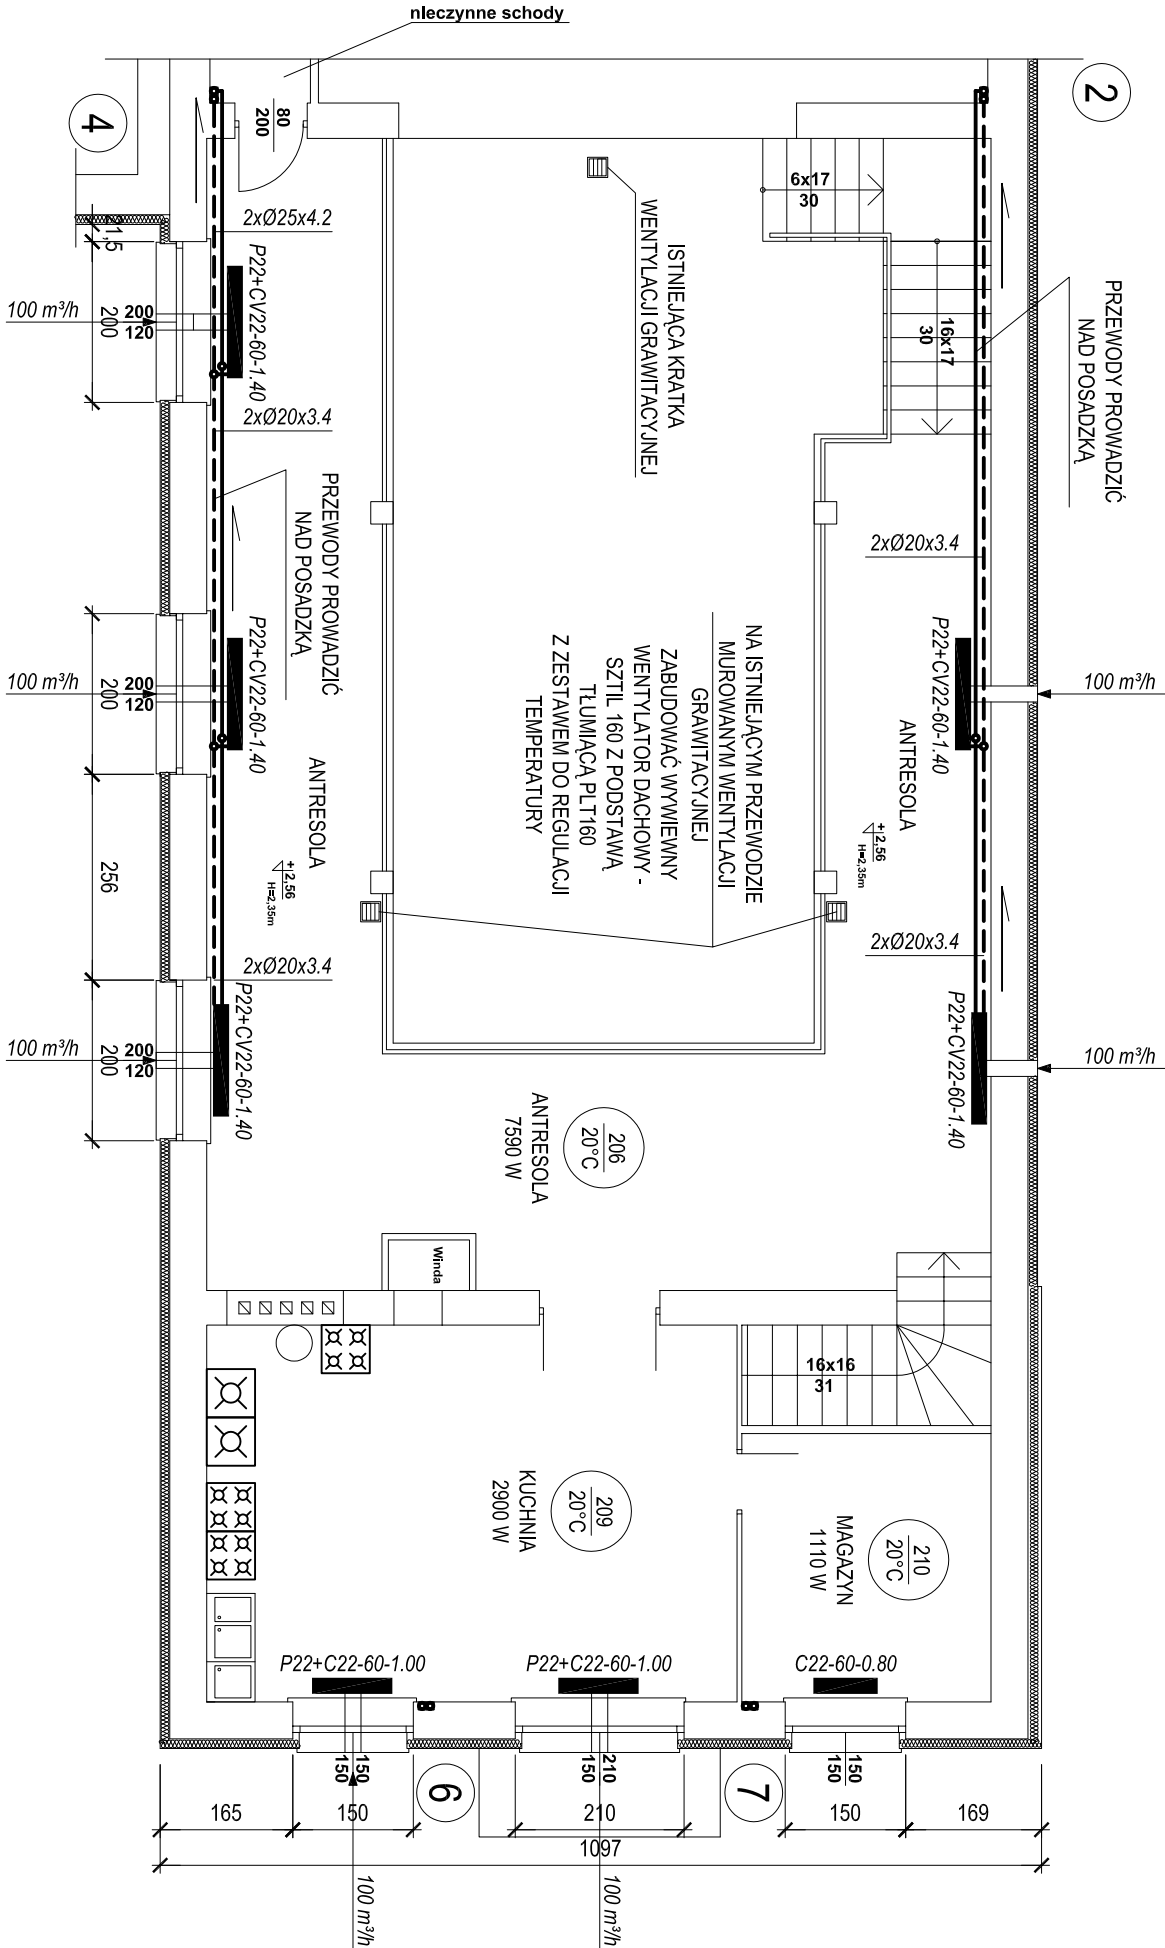 nIeczynne schody
2
4
80
200
6x17
30
16x17
30
ISTNIEJĄCA KRATKA
WENTYLACJI GRAWITACYJNEJ
PRZEWODY PROWADZIĆ
NAD POSADZKĄ
2xØ25x4.2
P22+CV22-60-1.40
100 m³/h
200
120
200
2xØ20x3.4
PRZEWODY PROWADZIĆ
NAD POSADZKĄ
2xØ20x3.4
P22+CV22-60-1.40
100 m³/h
200
120
200
P22+CV22-60-1.40
100 m³/h
NA ISTNIEJĄCYM PRZEWODZIE
MUROWANYM WENTYLACJI
GRAWITACYJNEJ
ZABUDOWAĆ WYWIEWNY
WENTYLATOR DACHOWY -
SZTIL 160 Z PODSTAWĄ
TŁUMIĄCĄ PLT160
Z ZESTAWEM DO REGULACJI
TEMPERATURY
ANTRESOLA
+2,56
H=2,35m
ANTRESOLA
+2,56
H=2,35m
256
2xØ20x3.4
2xØ20x3.4
P22+CV22-60-1.40
100 m³/h
200
120
200
P22+CV22-60-1.40
100 m³/h
206
20°C
ANTRESOLA
7590 W
Winda
16x16
31
209
20°C
KUCHNIA
2900 W
210
20°C
MAGAZYN
1110 W
P22+C22-60-1.00
P22+C22-60-1.00
C22-60-0.80
150
150
210
150
150
150
6
7
165
150
210
150
169
1097
100 m³/h
100 m³/h